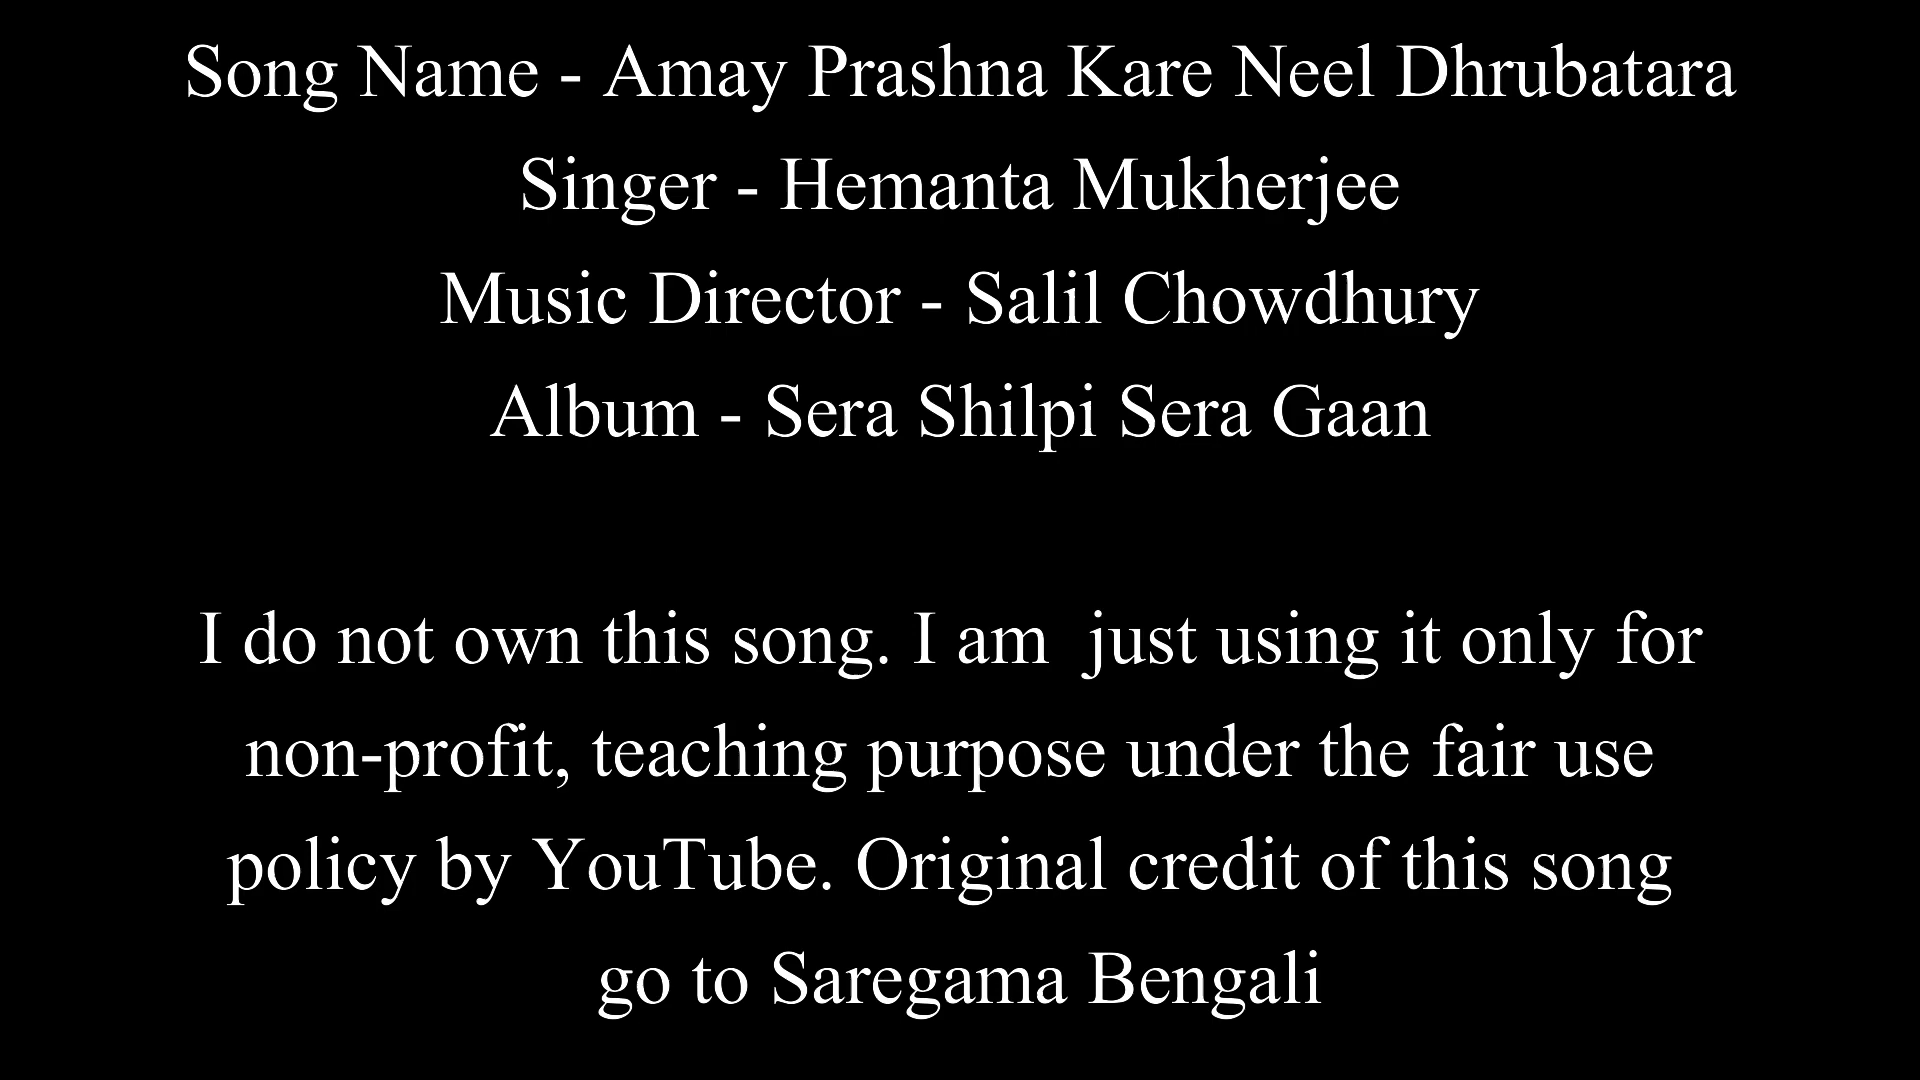 Song Name - Amay Prashna Kare Neel Dhrubatara
Singer - Hemanta Mukherjee
Music Director - Salil Chowdhury
Album - Sera Shilpi Sera Gaan
I do not own this song. I am  just using it only for
non-profit, teaching purpose under the fair use
policy by YouTube. Original credit of this song
go to Saregama Bengali